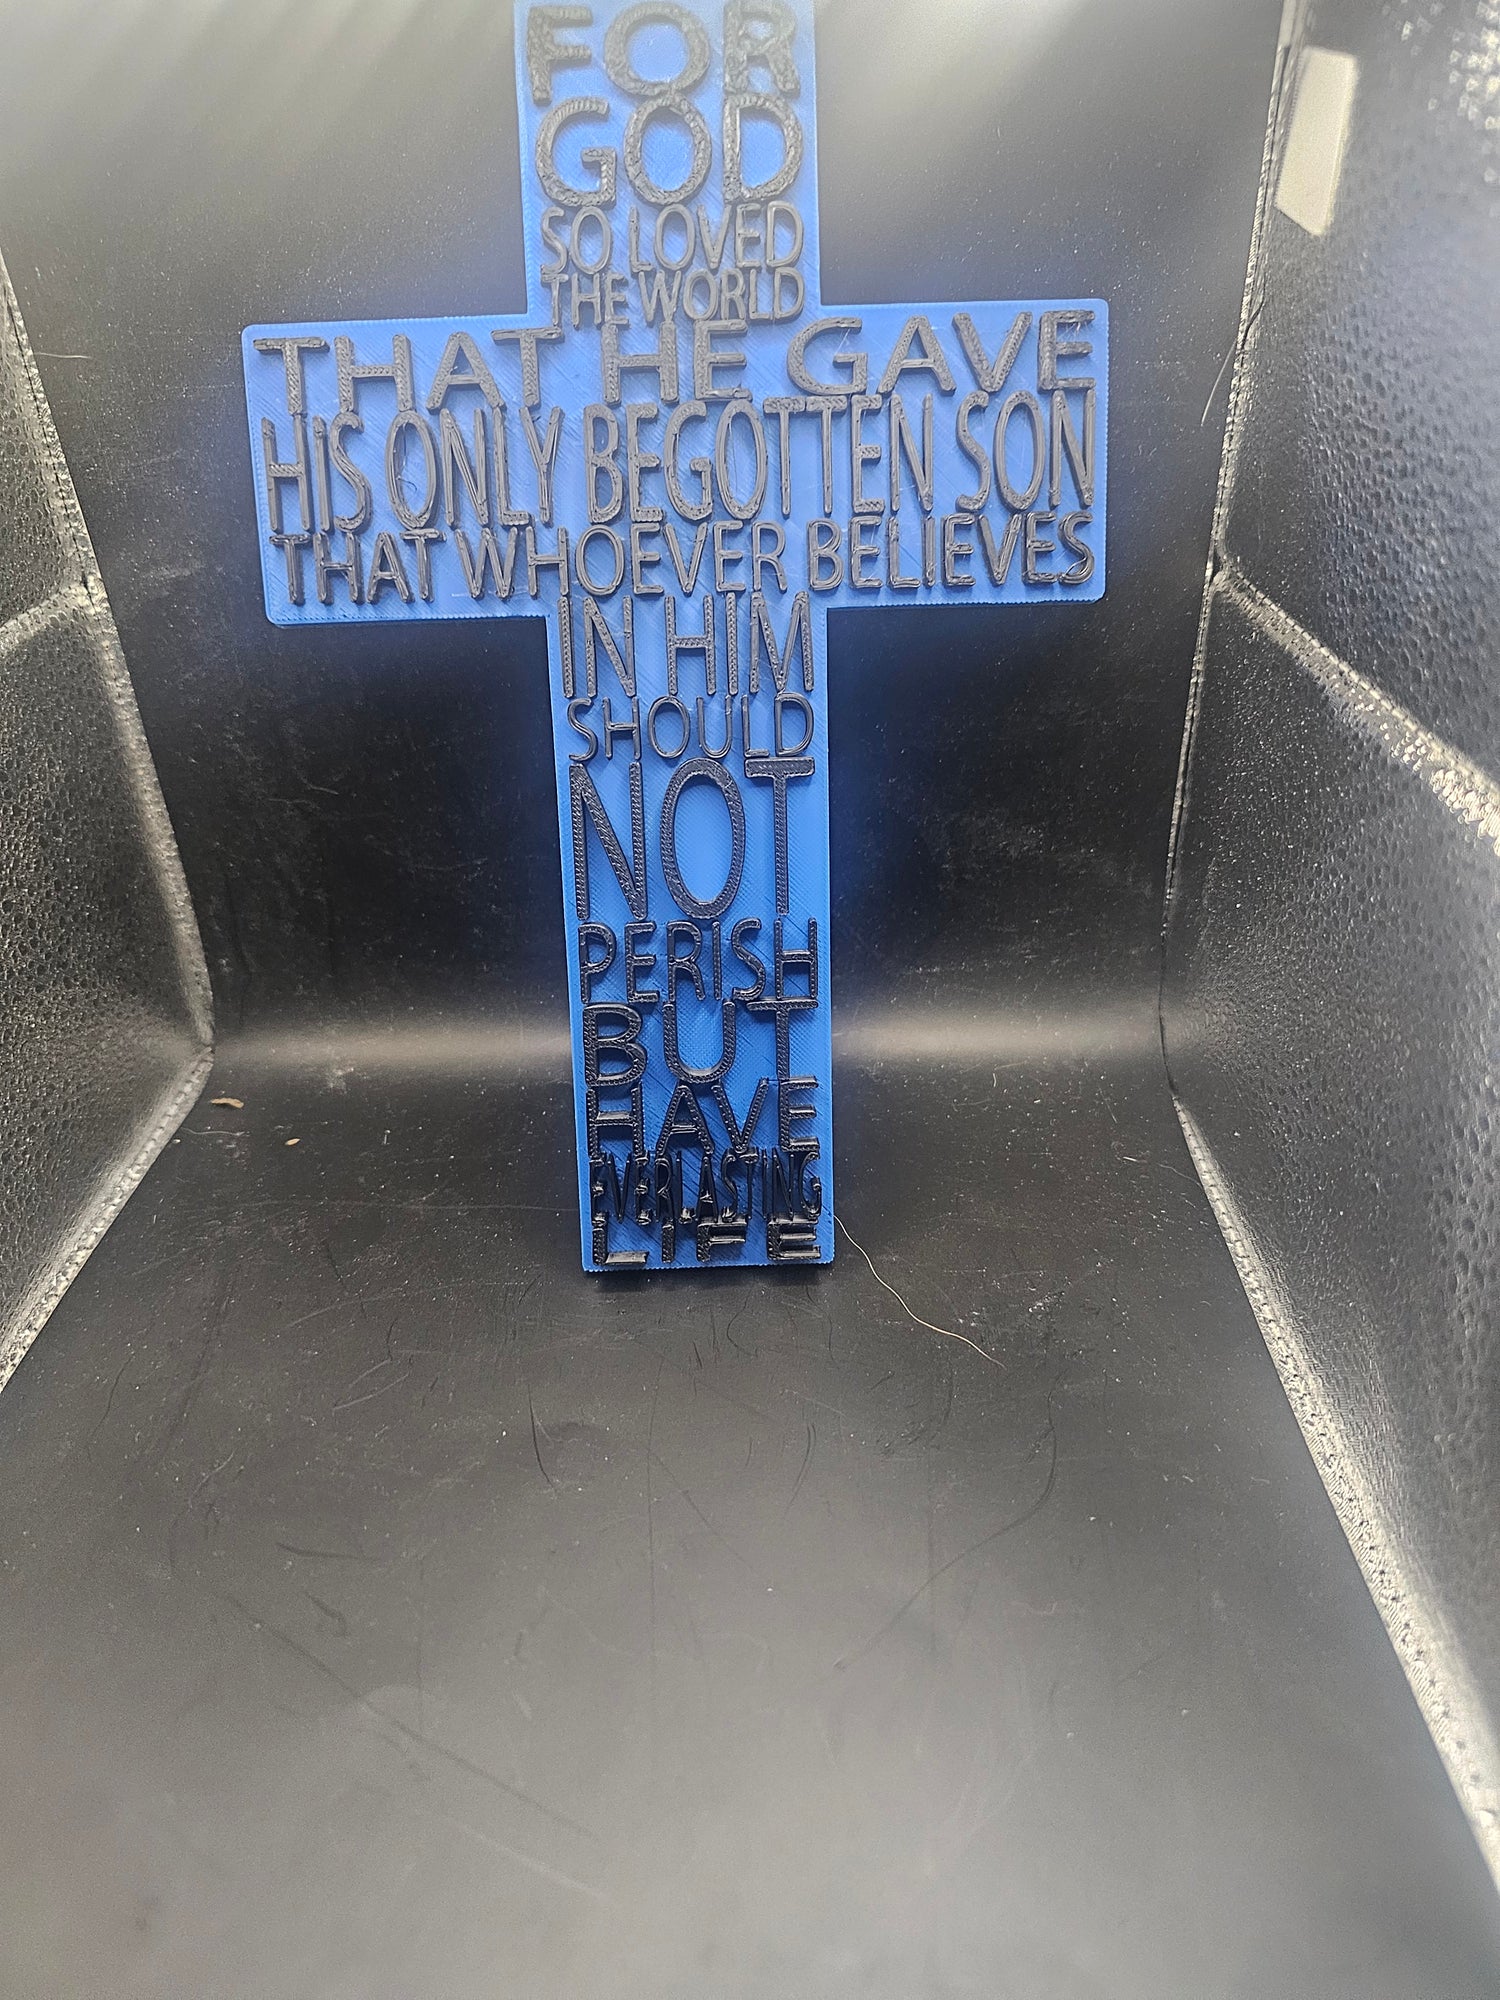 FOR
GOD
SO LOVED
THE WORLD
THAT HE GAVE
HIS ONLY BEGOTTEN SON
THAT WHOEVER BELIEVES
IN HIM
SHOULD
NOT
PERISH
BUT
HAVE
EVERLASTING
LIFE